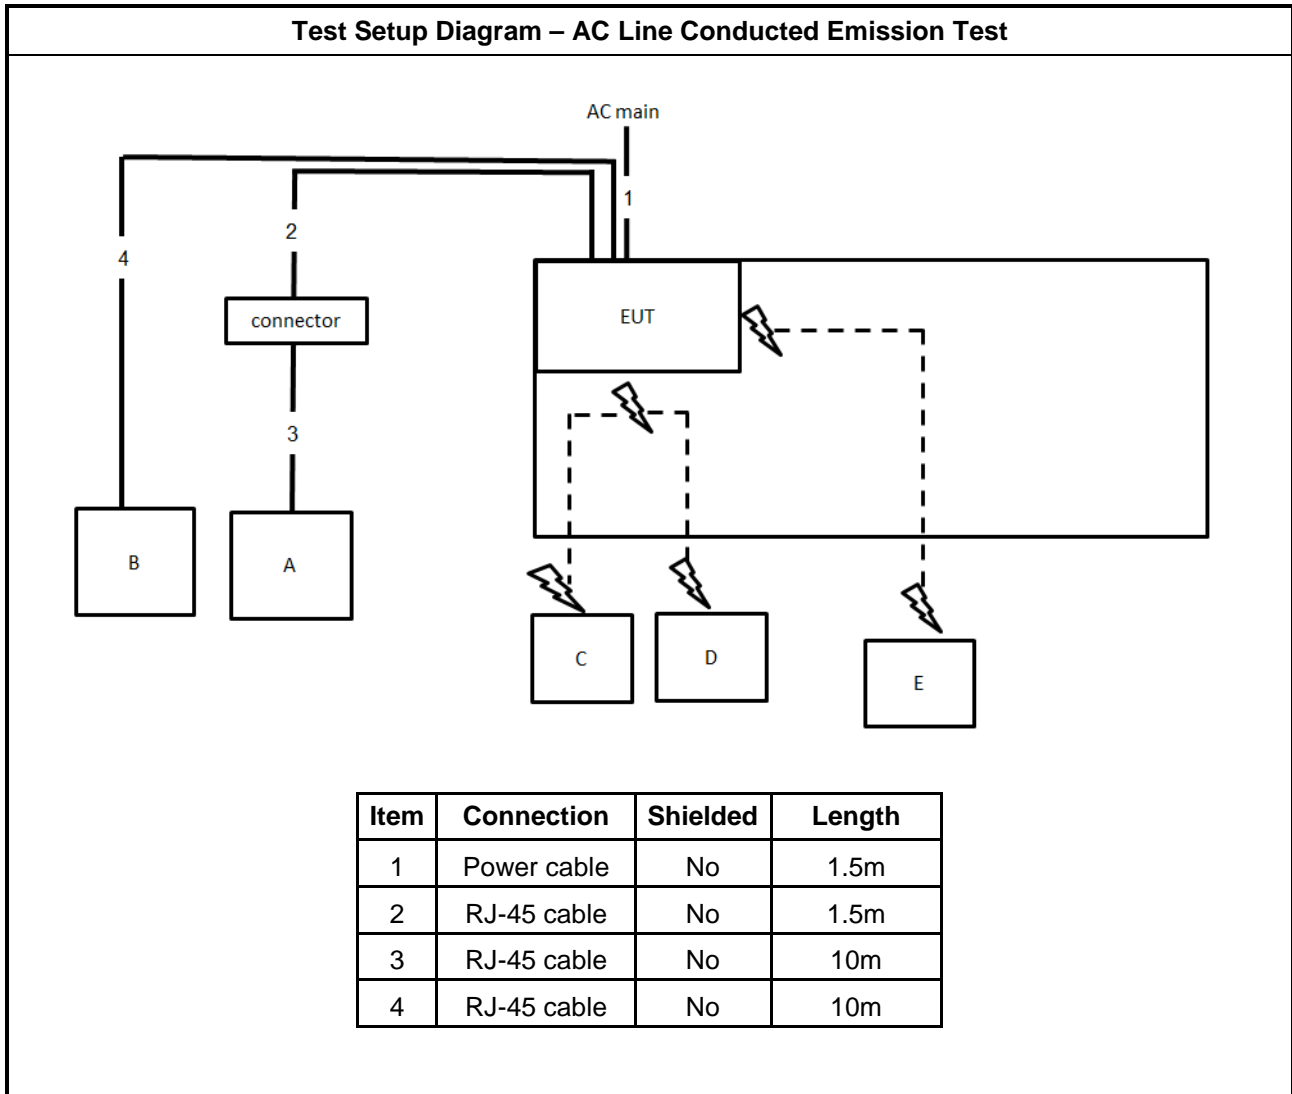 Test Setup Diagram – AC Line Conducted Emission Test
AC main
1
2
4
connector
EUT
3
B
A
C
D
E
Item Connection Shielded Length
1 Power cable No 1.5m
2 RJ-45 cable No 1.5m
3 RJ-45 cable No 10m
4 RJ-45 cable No 10m